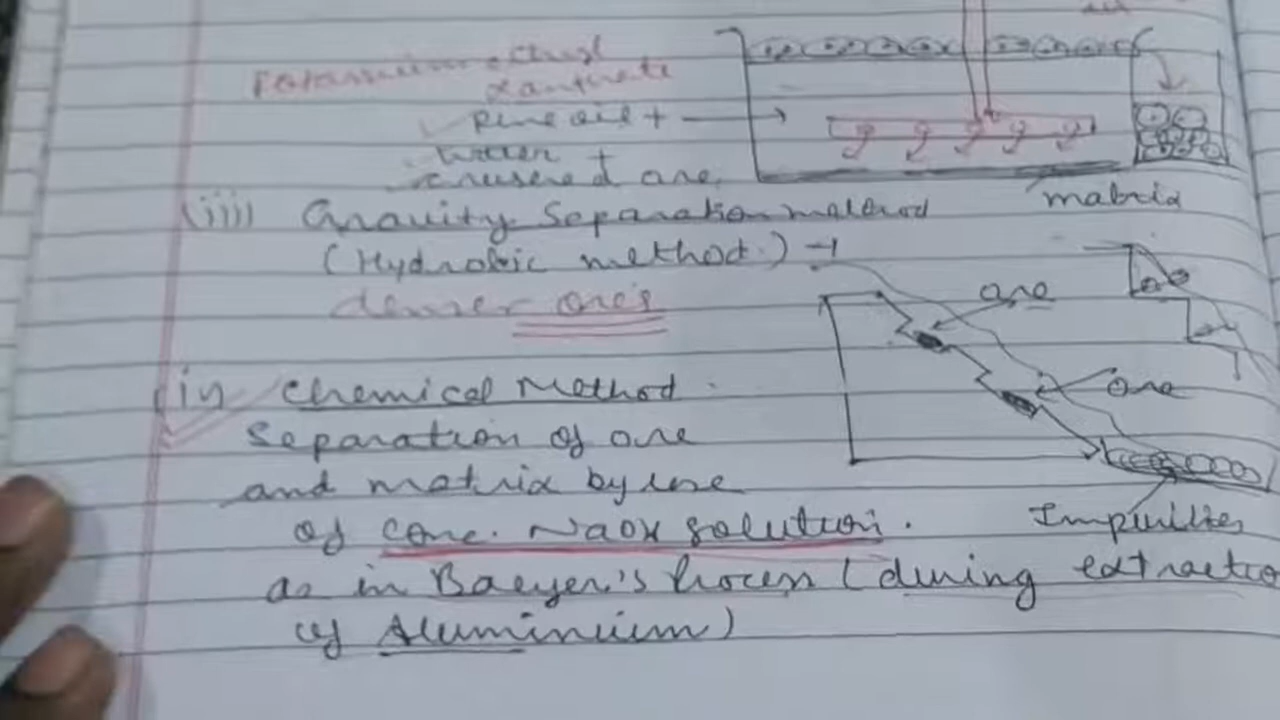 Potassium ethyl
xanthate
Pine oil +
water +
crushed ore
matrix
(iii) Gravity Separation method
(Hydrolic method) -
denser ore's
ore
ore
iv Chemical Method.
Separation of ore
and matrix by use
of conc. NaOH solution.
Impurities
as in Baeyer's Process (during extractio
of Aluminium)